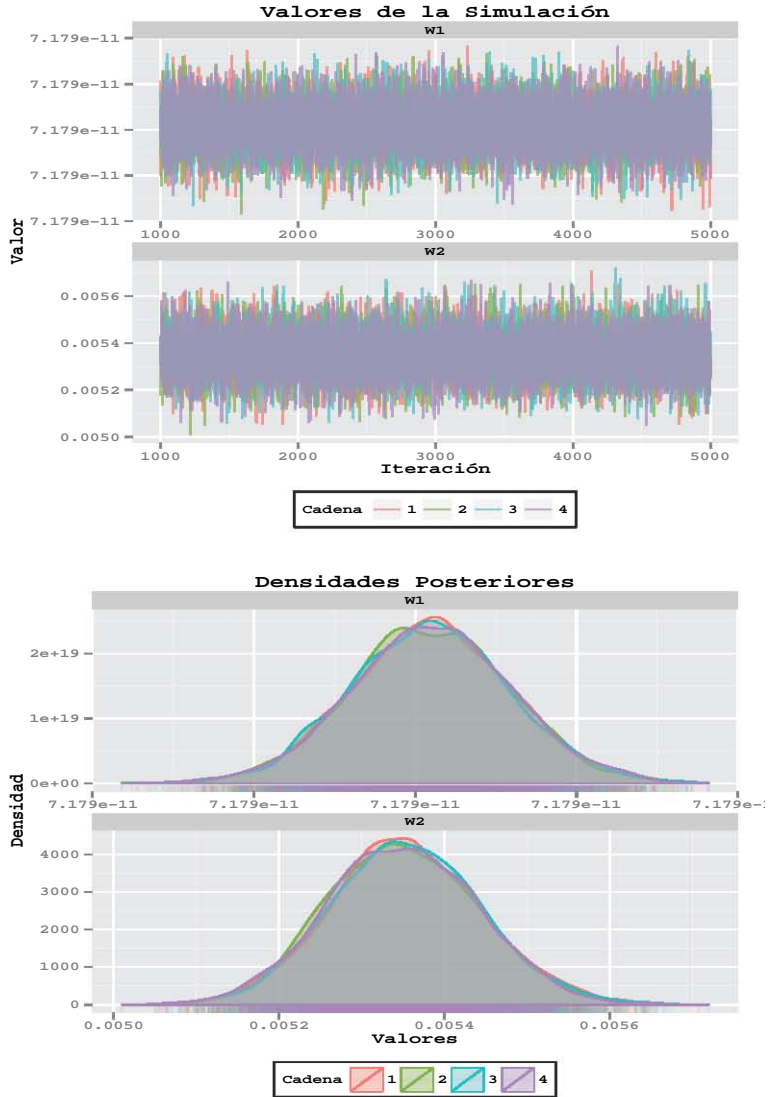 Valores de la Simulación
W1
7.179e-11
7.179e-11
7.179e-11
7.179e-11
7.179e-11
1000 2000 3000 4000 5000
Valor
W2
0.0056
0.0054
0.0052
0.0050
1000 2000 3000 4000 5000
Iteración
Cadena 1 2 3 4
Densidades Posteriores
W1
2e+19
1e+19
0e+00
7.179e-11 7.179e-11 7.179e-11 7.179e-11 7.179e-1
Densidad
W2
4000
3000
2000
1000
0
0.0050 0.0052 0.0054 0.0056
Valores
Cadena 1 2 3 4